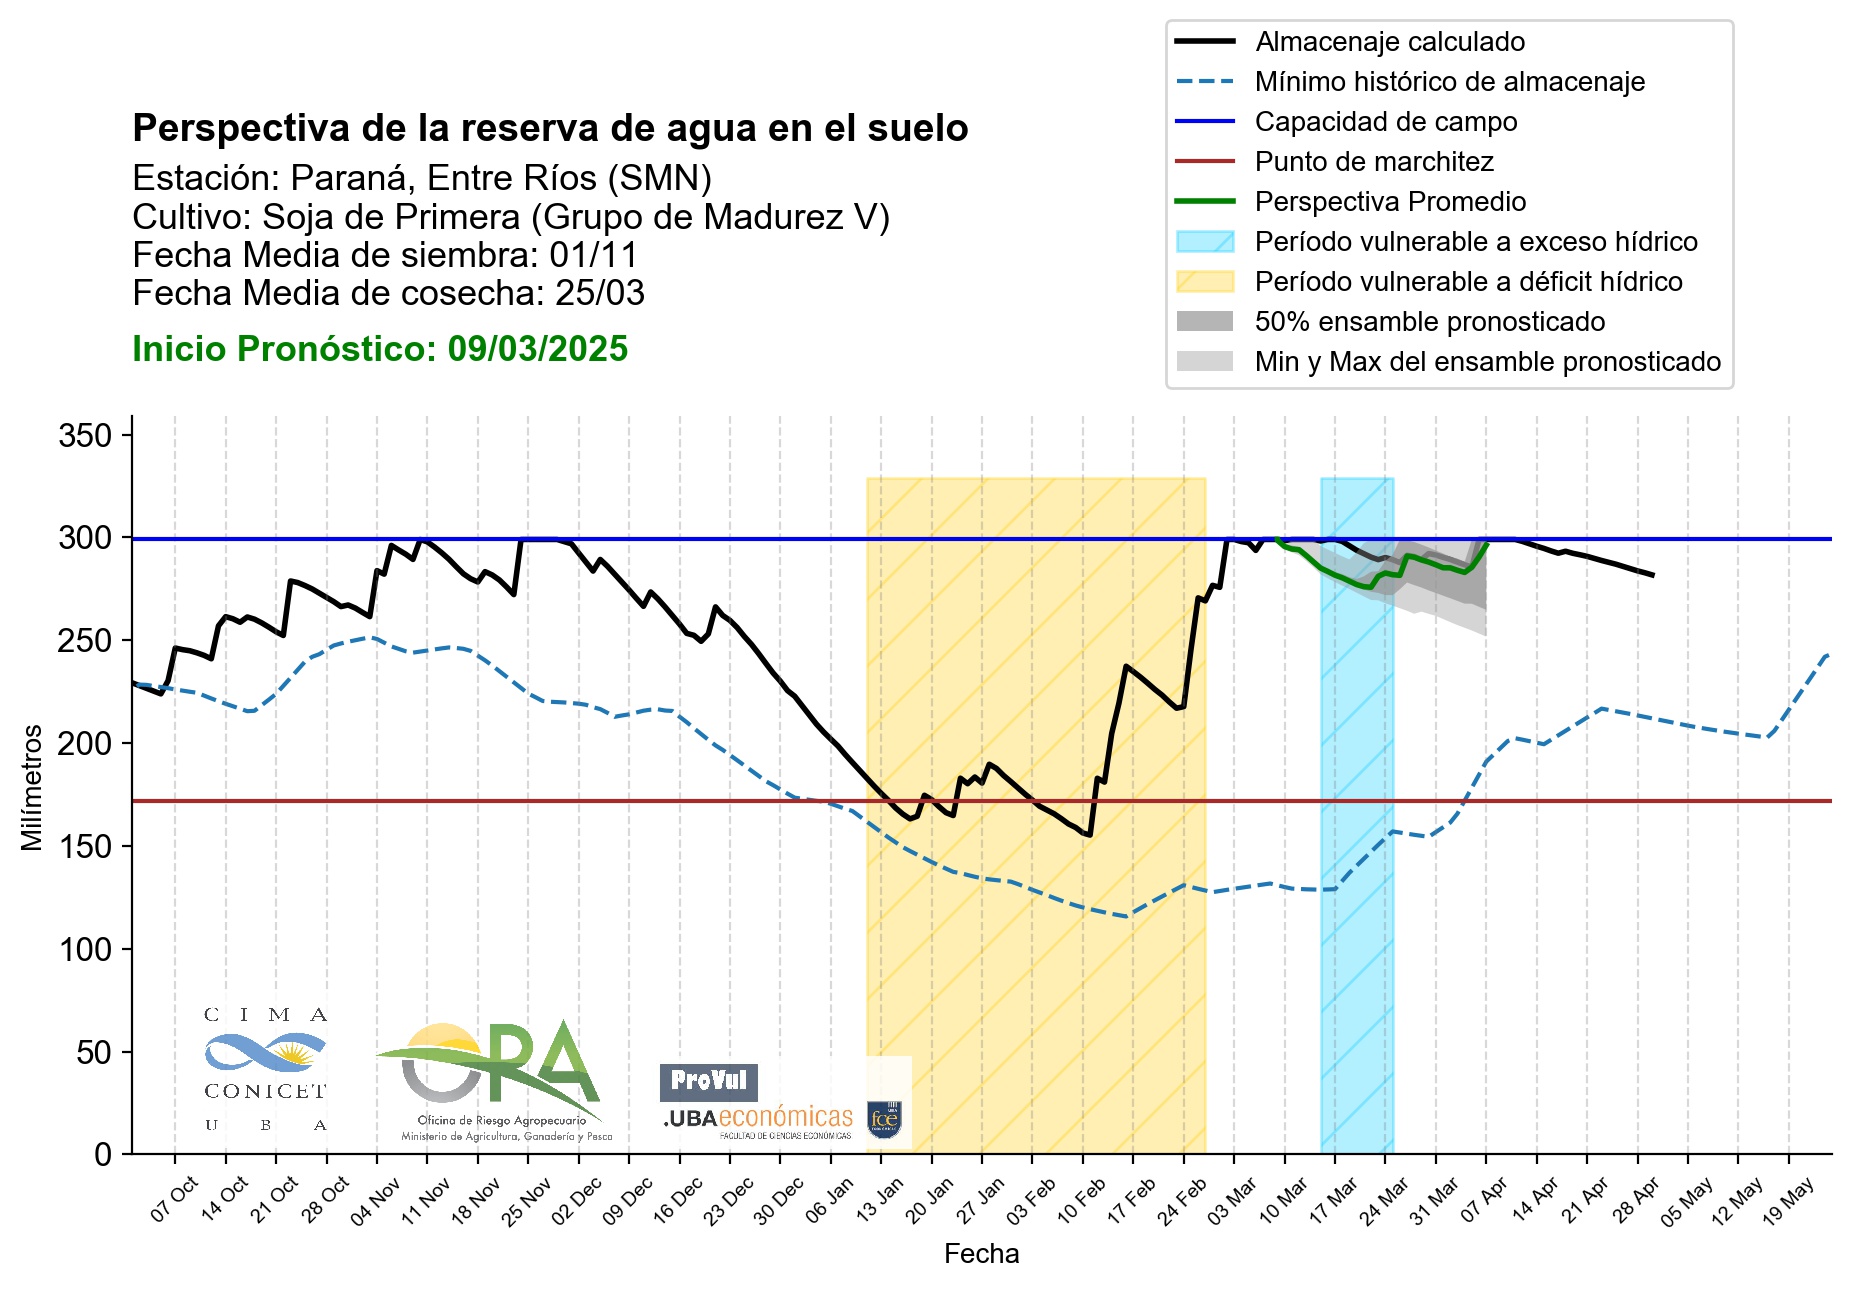 Almacenaje calculado
Mínimo histórico de almacenaje
Capacidad de campo
Punto de marchitez
Perspectiva Promedio
Período vulnerable a exceso hídrico
Período vulnerable a déficit hídrico
50% ensamble pronosticado
Min y Max del ensamble pronosticado
Perspectiva de la reserva de agua en el suelo
Estación: Paraná, Entre Ríos (SMN)
Cultivo: Soja de Primera (Grupo de Madurez V)
Fecha Media de siembra: 01/11
Fecha Media de cosecha: 25/03
Inicio Pronóstico: 09/03/2025
Milímetros
350
300
250
200
150
100
50
0
CIMA
CONICET
UBA
ORA
Oficina de Riesgo Agropecuario
Ministerio de Agricultura, Ganadería y Pesca
ProVul
.UBAeconómicas
FACULTAD DE CIENCIAS ECONÓMICAS
UBA
fce
07 Oct
14 Oct
21 Oct
28 Oct
04 Nov
11 Nov
18 Nov
25 Nov
02 Dec
09 Dec
16 Dec
23 Dec
30 Dec
06 Jan
13 Jan
20 Jan
27 Jan
03 Feb
10 Feb
17 Feb
24 Feb
03 Mar
10 Mar
17 Mar
24 Mar
31 Mar
07 Apr
14 Apr
21 Apr
28 Apr
05 May
12 May
19 May
Fecha